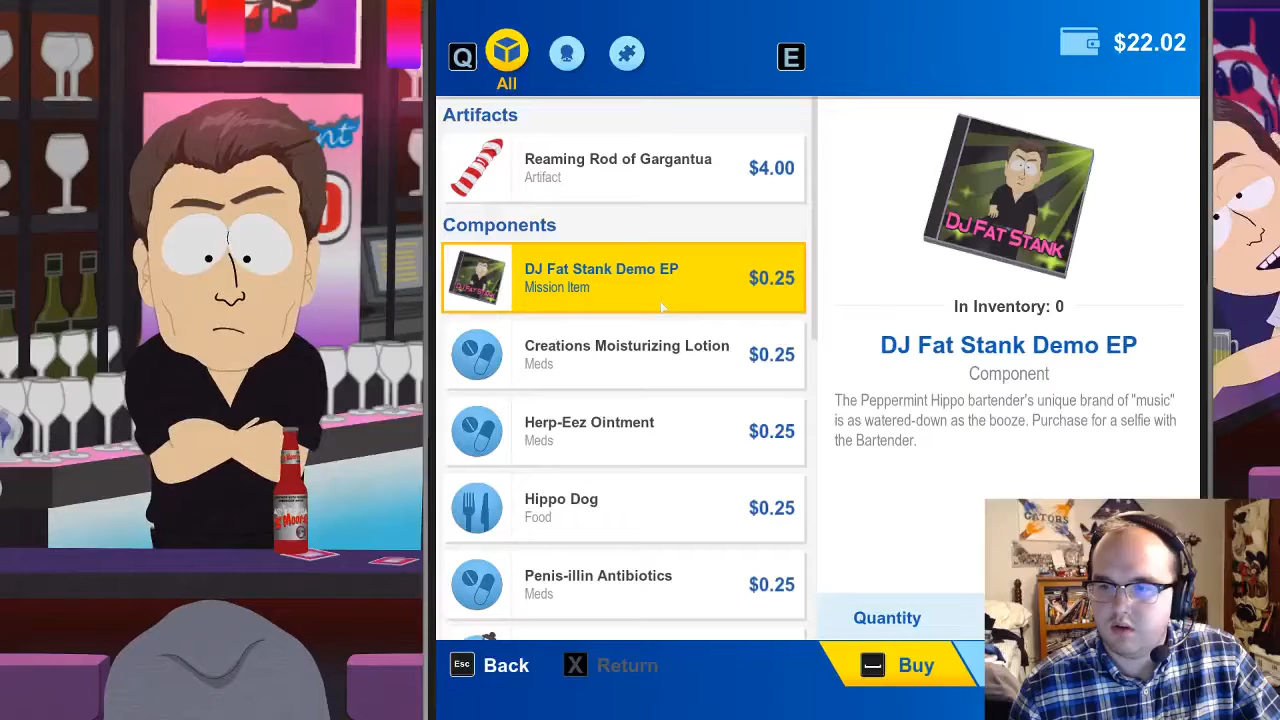 Q
E
All
$22.02
Artifacts
Reaming Rod of Gargantua
Artifact
$4.00
Components
DJ Fat Stank Demo EP
Mission Item
$0.25
Creations Moisturizing Lotion
Meds
$0.25
Herp-Eez Ointment
Meds
$0.25
Hippo Dog
Food
$0.25
Penis-illin Antibiotics
Meds
$0.25
DJ FAT STANK
In Inventory: 0
DJ Fat Stank Demo EP
Component
The Peppermint Hippo bartender's unique brand of "music"
is as watered-down as the booze. Purchase for a selfie with
the Bartender.
Quantity
Esc Back
X Return
Buy
GATORS